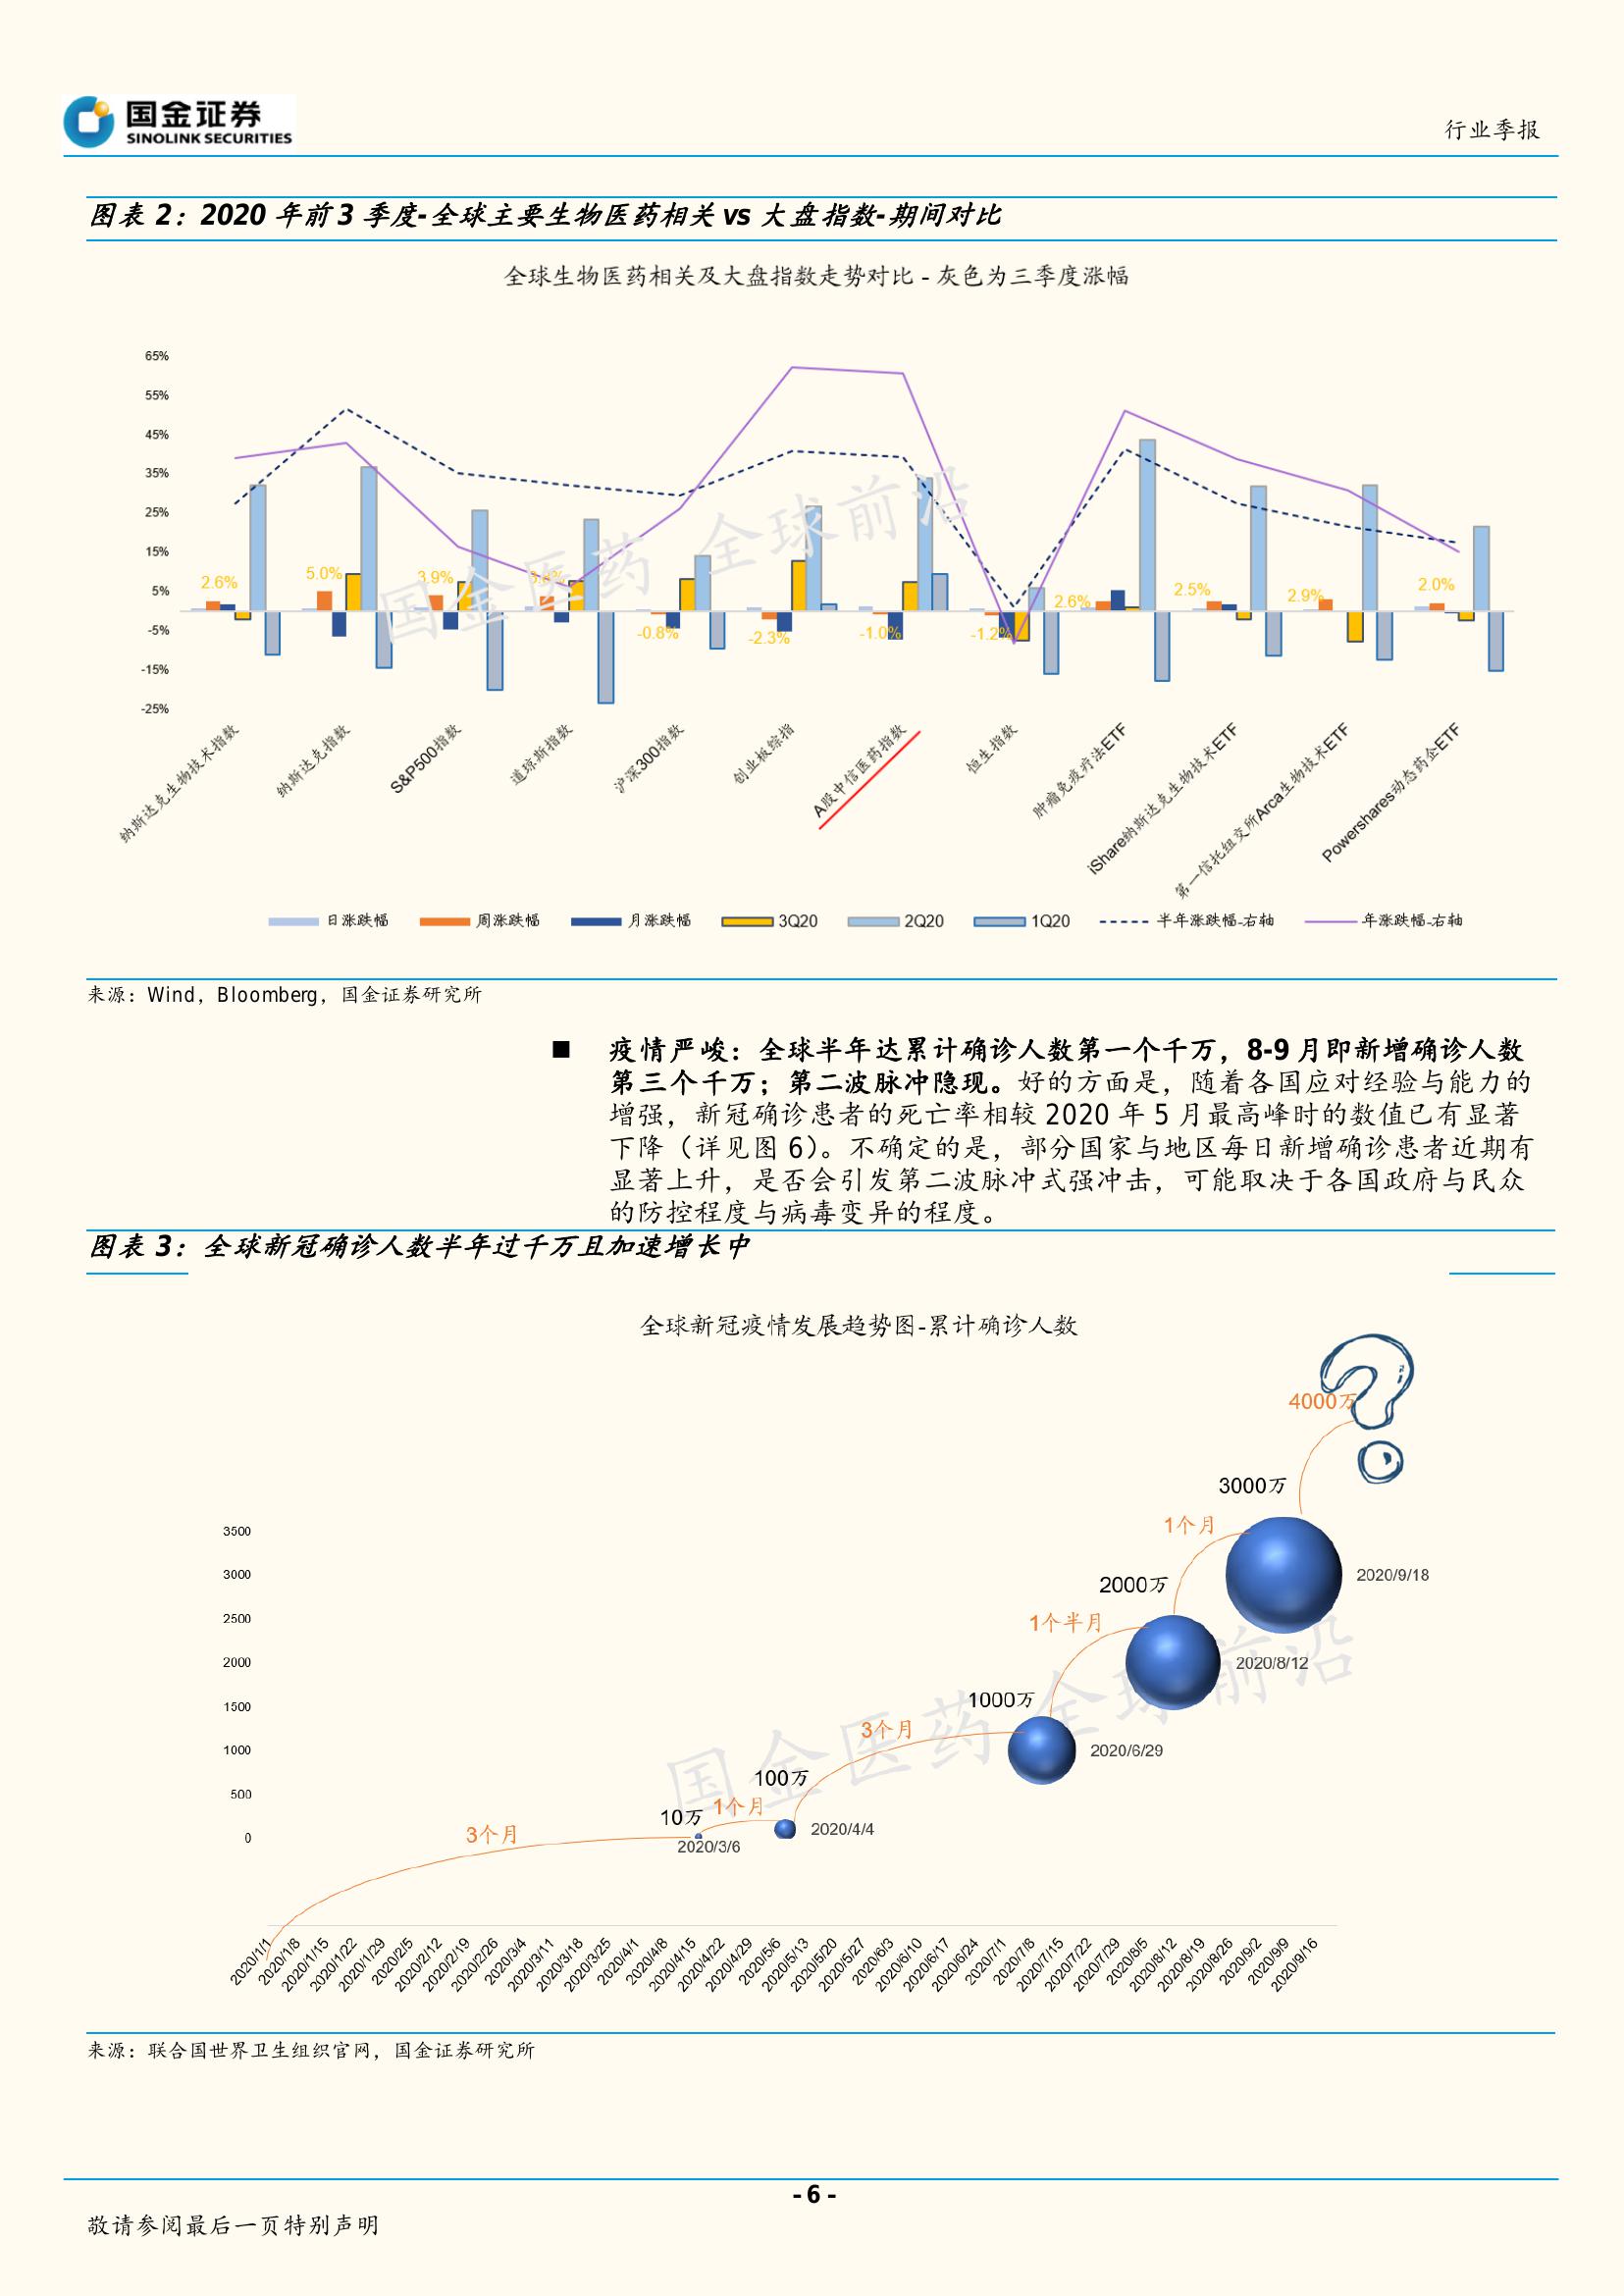 国金证券
SINOLINK SECURITIES
行业季报
图表 2：2020 年前 3 季度-全球主要生物医药相关 vs 大盘指数-期间对比
全球生物医药相关及大盘指数走势对比 - 灰色为三季度涨幅
65%
55%
45%
35%
25%
15%
5%
-5%
-15%
-25%
2.6%
5.0%
3.9%
-0.8%
-2.3%
-1.0%
-1.2%
2.6%
2.5%
2.9%
2.0%
国金医药 全球前沿
纳斯达克生物技术指数
纳斯达克指数
S&P500指数
道琼斯指数
沪深300指数
创业板综指
A股中信医药指数
恒生指数
肿瘤免疫疗法ETF
iShare纳斯达克生物技术ETF
第一信托纽交所Arca生物技术ETF
Powershares动态药企ETF
日涨跌幅 周涨跌幅 月涨跌幅 3Q20 2Q20 1Q20 半年涨跌幅-右轴 年涨跌幅-右轴
来源：Wind，Bloomberg，国金证券研究所
■ 疫情严峻：全球半年达累计确诊人数第一个千万，8-9 月即新增确诊人数
第三个千万；第二波脉冲隐现。好的方面是，随着各国应对经验与能力的
增强，新冠确诊患者的死亡率相较 2020 年 5 月最高峰时的数值已有显著
下降（详见图 6）。不确定的是，部分国家与地区每日新增确诊患者近期有
显著上升，是否会引发第二波脉冲式强冲击，可能取决于各国政府与民众
的防控程度与病毒变异的程度。
图表 3：全球新冠确诊人数半年过千万且加速增长中
全球新冠疫情发展趋势图-累计确诊人数
4000万
3000万
1个月
2020/9/18
2000万
1个半月
2020/8/12
1000万
3个月
2020/6/29
100万
1个月
2020/4/4
10万
2020/3/6
3个月
3500
3000
2500
2000
1500
1000
500
0
国金医药 全球前沿
2020/1/1
2020/1/8
2020/1/15
2020/1/22
2020/1/29
2020/2/5
2020/2/12
2020/2/19
2020/2/26
2020/3/4
2020/3/11
2020/3/18
2020/3/25
2020/4/1
2020/4/8
2020/4/15
2020/4/22
2020/4/29
2020/5/6
2020/5/13
2020/5/20
2020/5/27
2020/6/3
2020/6/10
2020/6/17
2020/6/24
2020/7/1
2020/7/8
2020/7/15
2020/7/22
2020/7/29
2020/8/5
2020/8/12
2020/8/19
2020/8/26
2020/9/2
2020/9/9
2020/9/16
来源：联合国世界卫生组织官网，国金证券研究所
- 6 -
敬请参阅最后一页特别声明